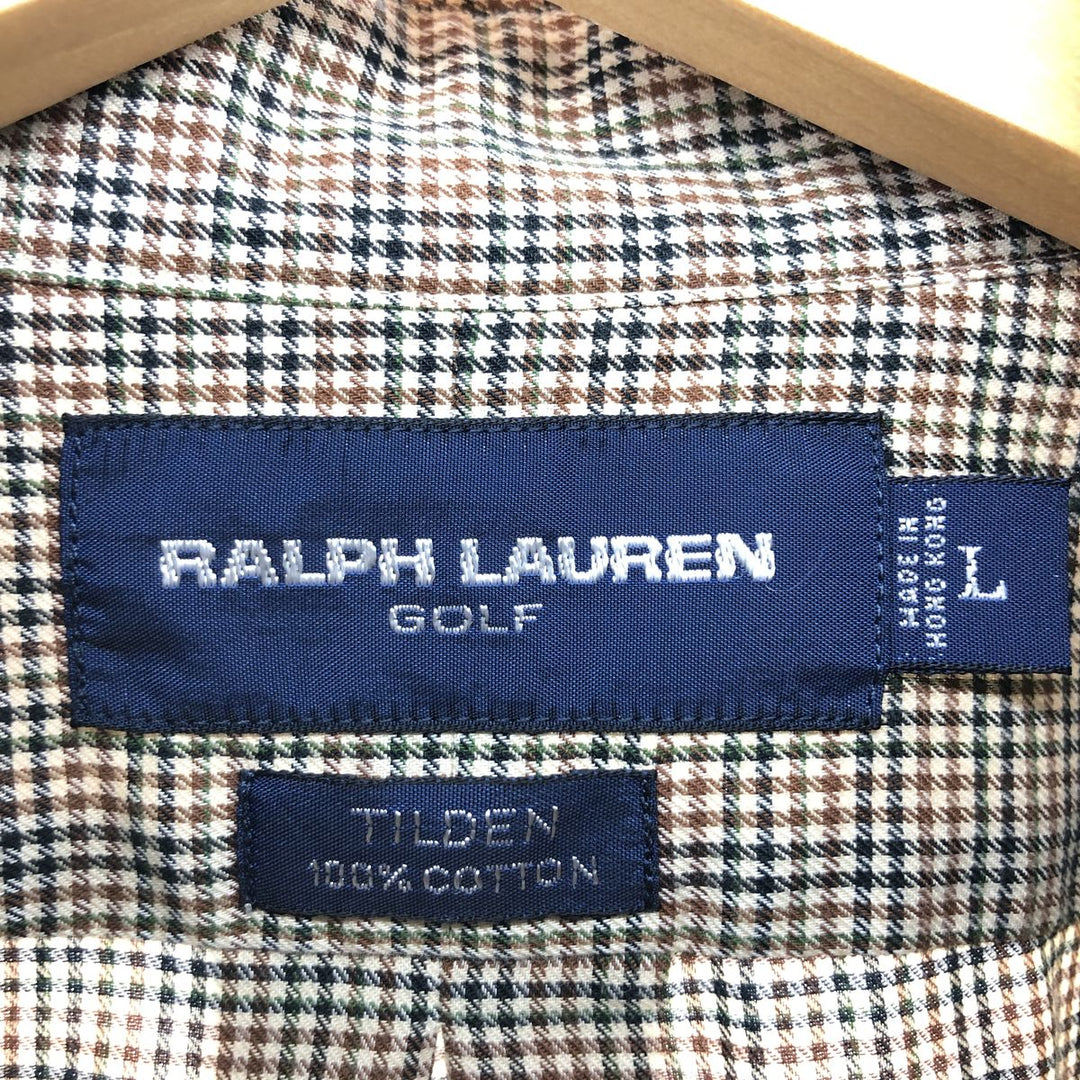 RALPH LAUREN
GOLF
MADE IN
HONG KONG
L
TILDEN
100% COTTON